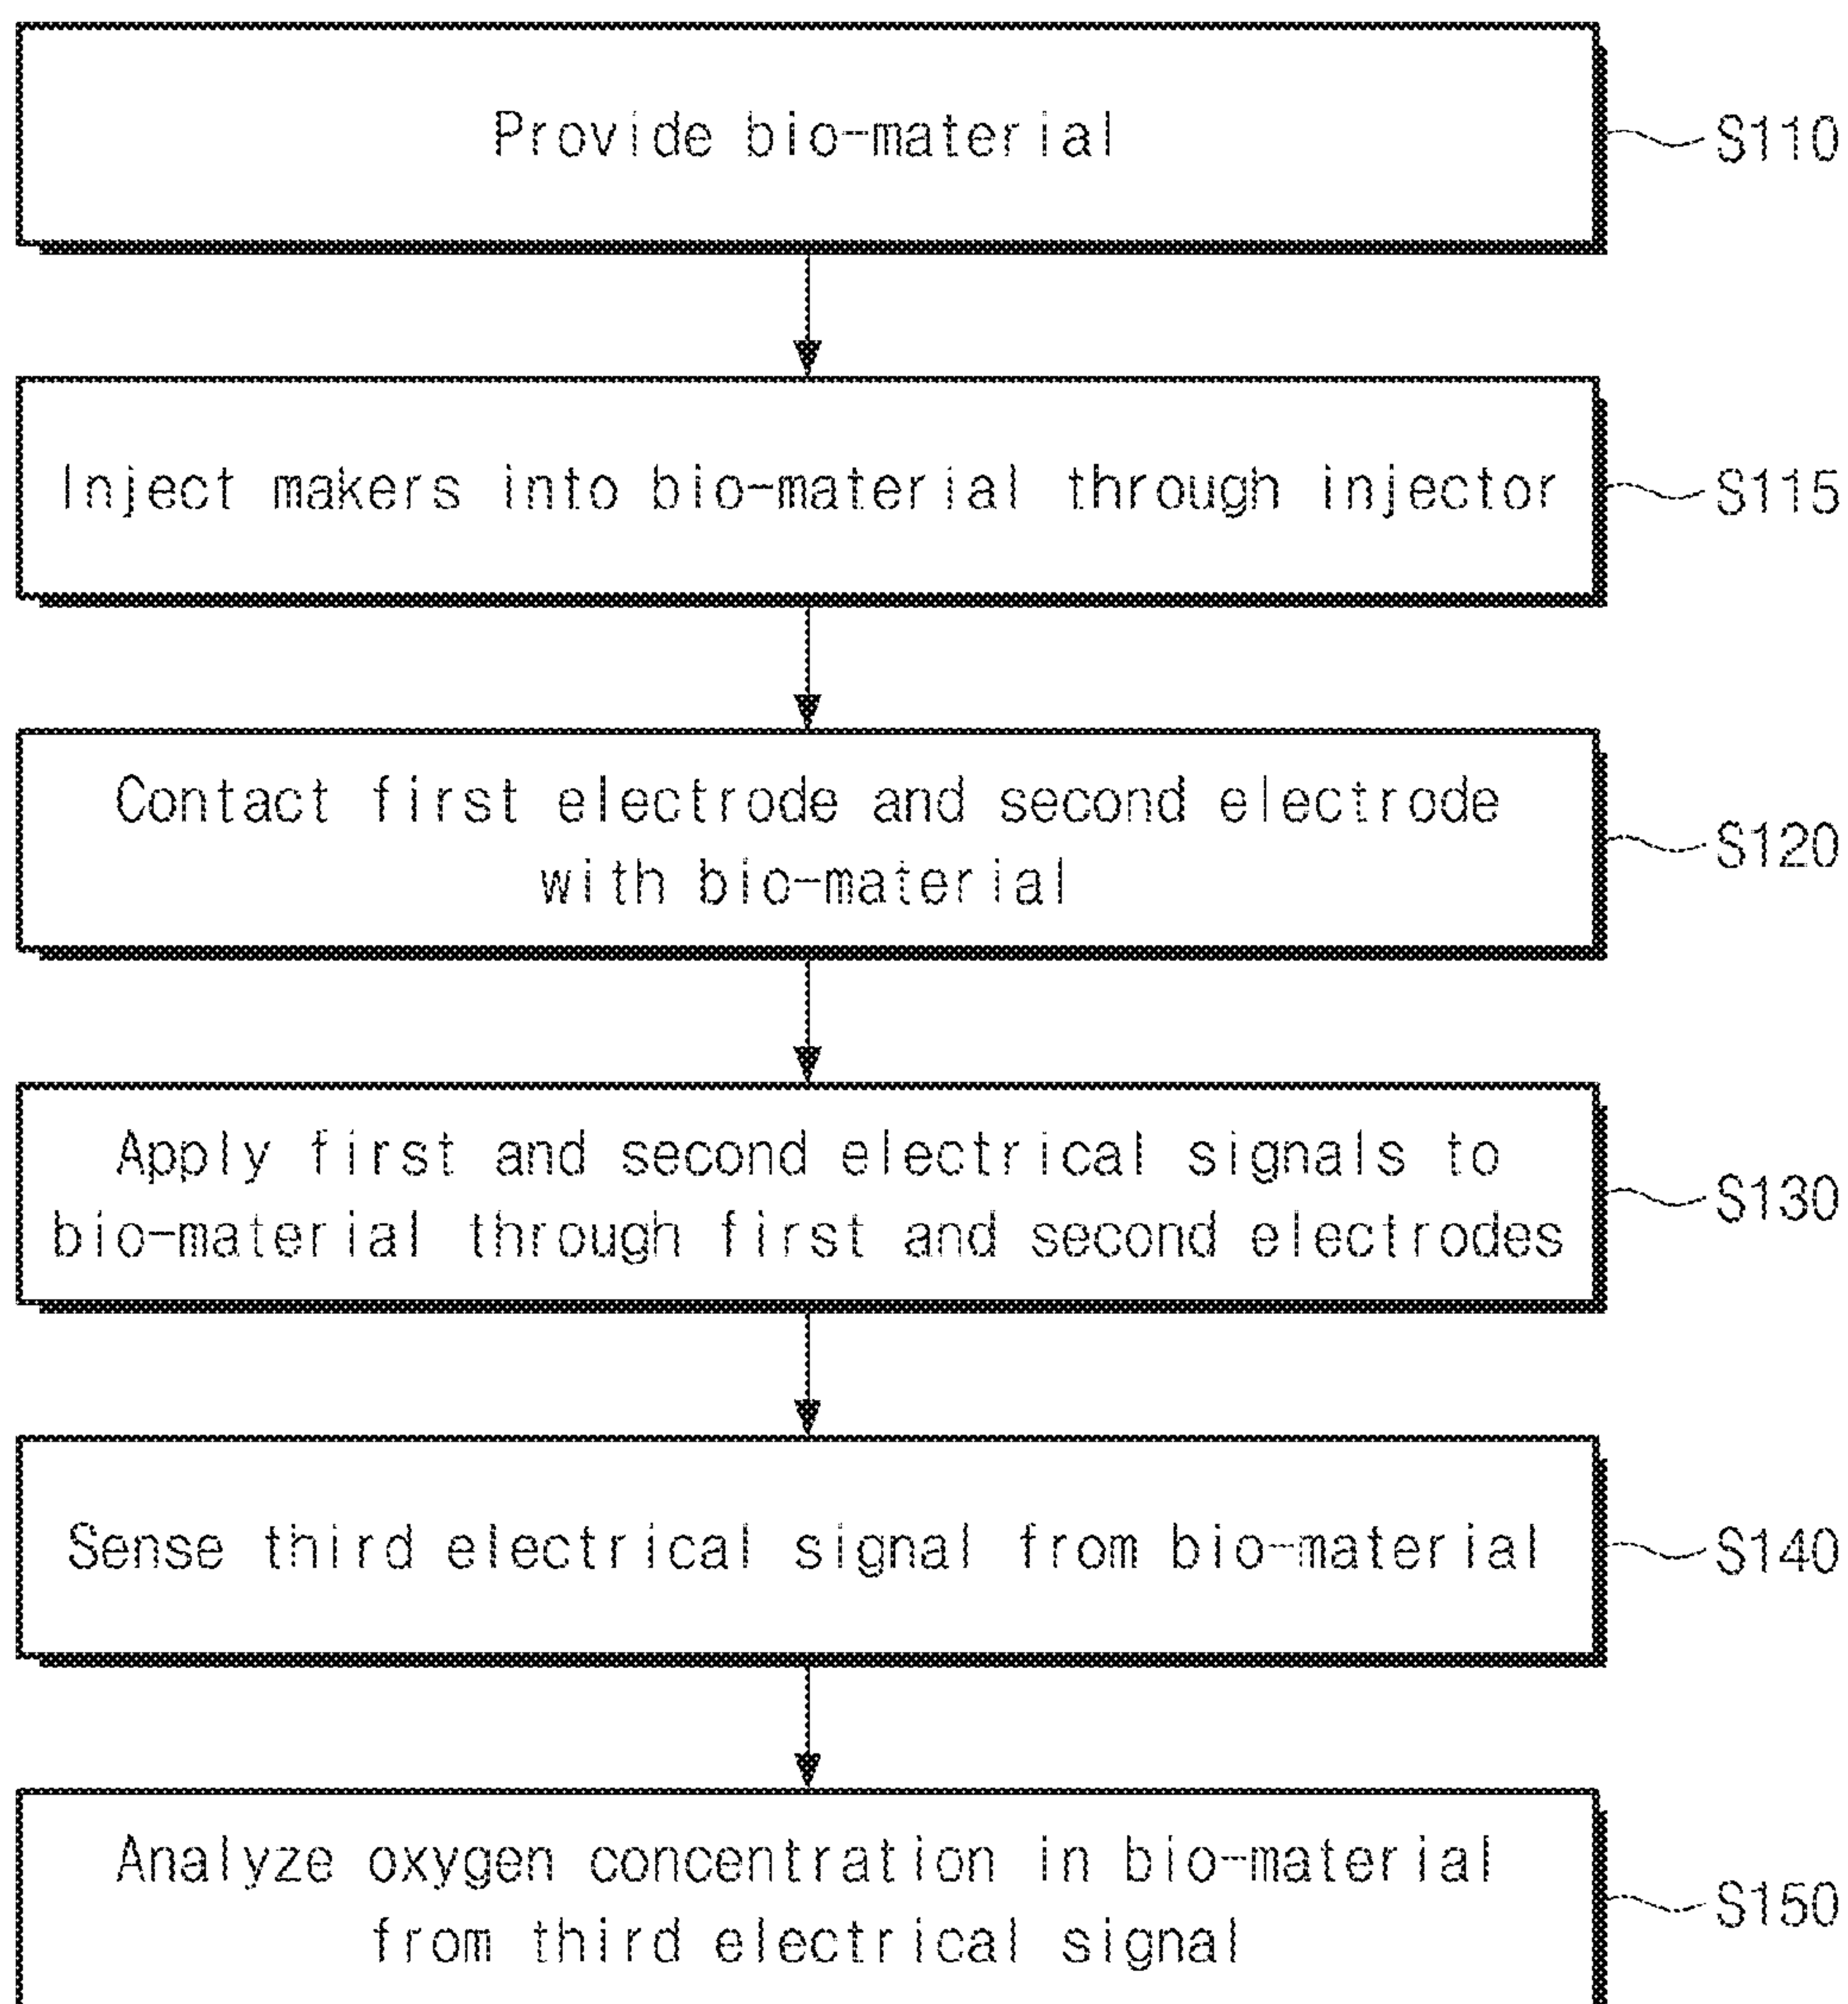 Provide bio-material
S110
Inject makers into bio-material through injector
S115
Contact first electrode and second electrode
with bio-material
S120
Apply first and second electrical signals to
bio-material through first and second electrodes
S130
Sense third electrical signal from bio-material
S140
Analyze oxygen concentration in bio-material
from third electrical signal
S150